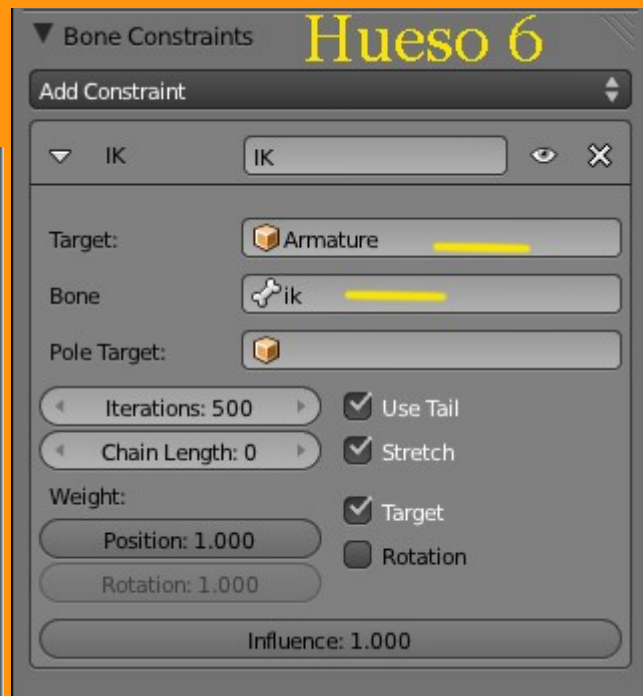 Bone Constraints Hueso 6
Add Constraint
IK IK
Target: Armature
Bone ik
Pole Target:
Iterations: 500 Use Tail
Chain Length: 0 Stretch
Weight: Target
Position: 1.000 Rotation
Rotation: 1.000
Influence: 1.000